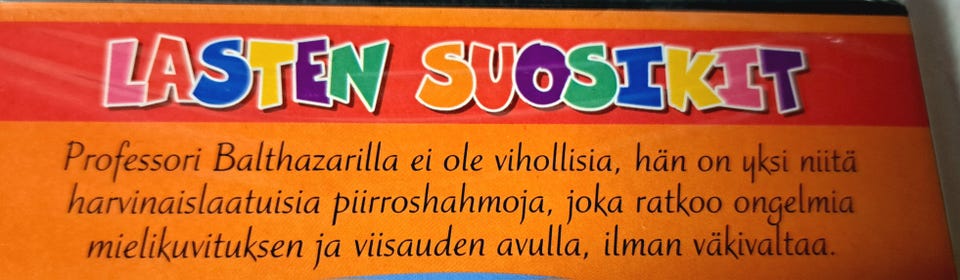 LASTEN SUOSIKIT
Professori Balthazarilla ei ole vihollisia, hän on yksi niitä
harvinaislaatuisia piirroshahmoja, joka ratkoo ongelmia
mielikuvituksen ja viisauden avulla, ilman väkivaltaa.